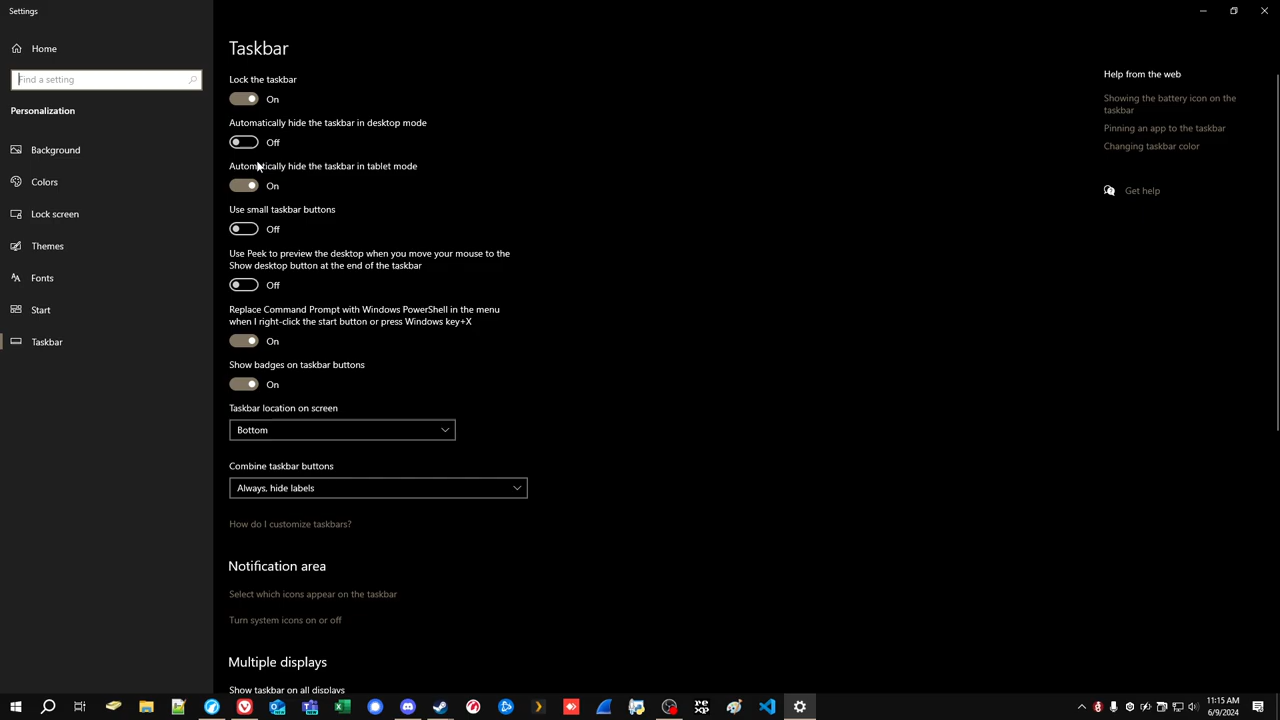 Settings
Home
Find a setting
Personalization
Background
Colors
Lock screen
Themes
Fonts
Start
Taskbar
Taskbar
Lock the taskbar
On
Automatically hide the taskbar in desktop mode
Off
Automatically hide the taskbar in tablet mode
On
Use small taskbar buttons
Off
Use Peek to preview the desktop when you move your mouse to the
Show desktop button at the end of the taskbar
Off
Replace Command Prompt with Windows PowerShell in the menu
when I right-click the start button or press Windows key+X
On
Show badges on taskbar buttons
On
Taskbar location on screen
Bottom
Combine taskbar buttons
Always, hide labels
How do I customize taskbars?
Notification area
Select which icons appear on the taskbar
Turn system icons on or off
Multiple displays
Show taskbar on all displays
Help from the web
Showing the battery icon on the
taskbar
Pinning an app to the taskbar
Changing taskbar color
Get help
11:15 AM
6/9/2024